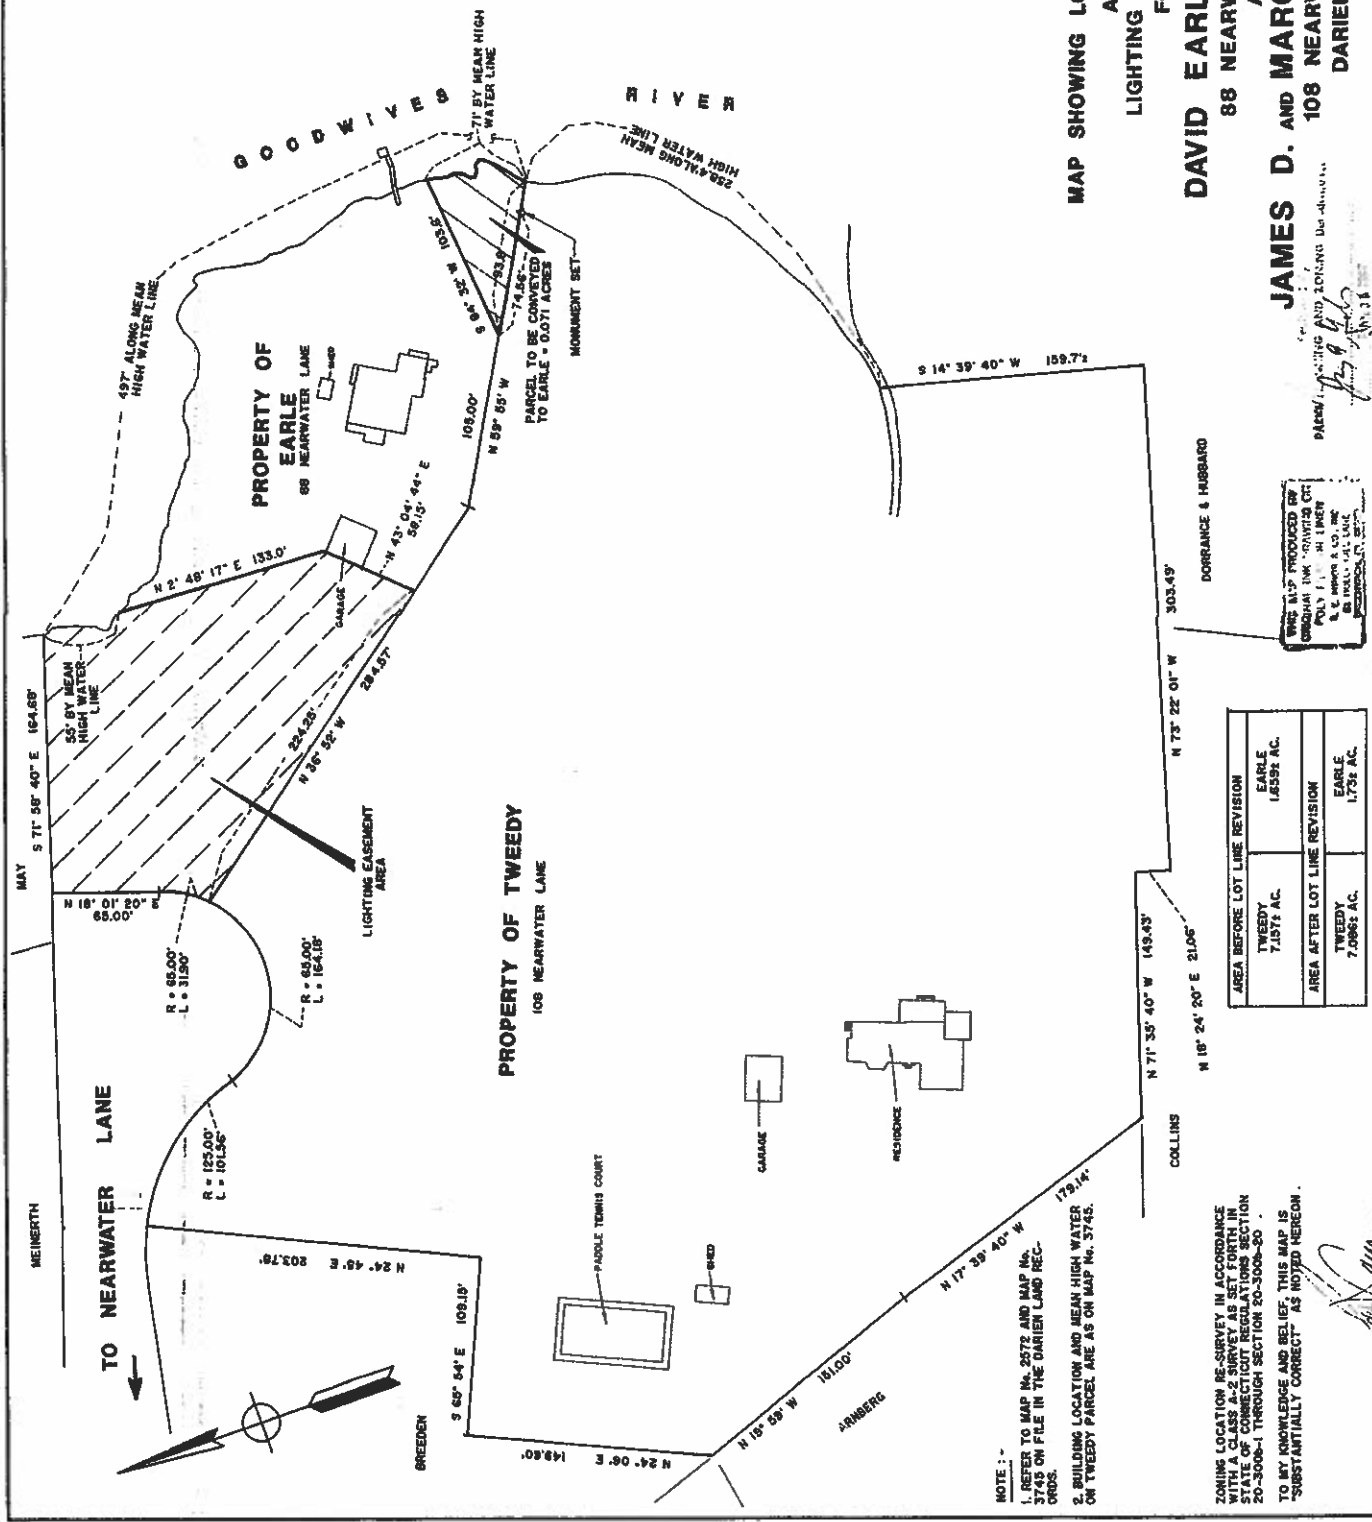 MEINERTH
MAY
S 71° 58' 40" E 164.68'
TO NEARWATER LANE
N 18° 01' 20" E
65.00'
R = 65.00'
L = 31.90'
R = 65.00'
L = 164.18'
R = 125.00'
L = 101.56'
55' BY MEAN
HIGH WATER
LINE
497' ALONG MEAN
HIGH WATER LINE
GOODWIVES
RIVER
71' BY MEAN HIGH
WATER LINE
258.4' ALONG MEAN
HIGH WATER LINE
N 2° 48' 17" E 133.0'
GARAGE
N 43° 04' 44" E
58.15'
PROPERTY OF
EARLE
88 NEARWATER LANE
SHED
S 84° 32' W 103.6'
93.8'
74.56'
105.00'
N 59° 55' W
PARCEL TO BE CONVEYED
TO EARLE = 0.071 ACRES
MONUMENT SET
224.25'
284.57'
N 36° 52' W
LIGHTING EASEMENT
AREA
N 24° 45' E 203.78'
S 65° 54' E 109.15'
N 24° 06' E 149.60'
BREEDEN
PROPERTY OF TWEEDY
108 NEARWATER LANE
PADDLE TENNIS COURT
SHED
GARAGE
RESIDENCE
S 14° 39' 40" W 159.7'±
N 73° 22' 01" W 303.49'
DORRANCE & HUBBARD
N 71° 35' 40" W 149.43'
N 18° 24' 20" E 21.06'
COLLINS
N 17° 39' 40" W 179.14'
N 18° 58' W 151.00'
ARNBERG
NOTE :-
1. REFER TO MAP No. 2572 AND MAP No.
3745 ON FILE IN THE DARIEN LAND REC-
ORDS.
2. BUILDING LOCATION AND MEAN HIGH WATER
ON TWEEDY PARCEL ARE AS ON MAP No. 3745.
ZONING LOCATION RE-SURVEY IN ACCORDANCE
WITH A CLASS A-2 SURVEY AS SET FORTH IN
STATE OF CONNECTICUT REGULATIONS SECTION
20-300b-1 THROUGH SECTION 20-300b-20.
TO MY KNOWLEDGE AND BELIEF, THIS MAP IS
"SUBSTANTIALLY CORRECT" AS NOTED HEREON.
AREA BEFORE LOT LINE REVISION
TWEEDY EARLE
7.157± AC. 1.659± AC.
AREA AFTER LOT LINE REVISION
TWEEDY EARLE
7.086± AC. 1.73± AC.
THIS MAP PRODUCED BY
MAP SHOWING
LIGHTING
DAVID EARL
88 NEARW
JAMES D. AND MAR
108 NEARW
DARIE